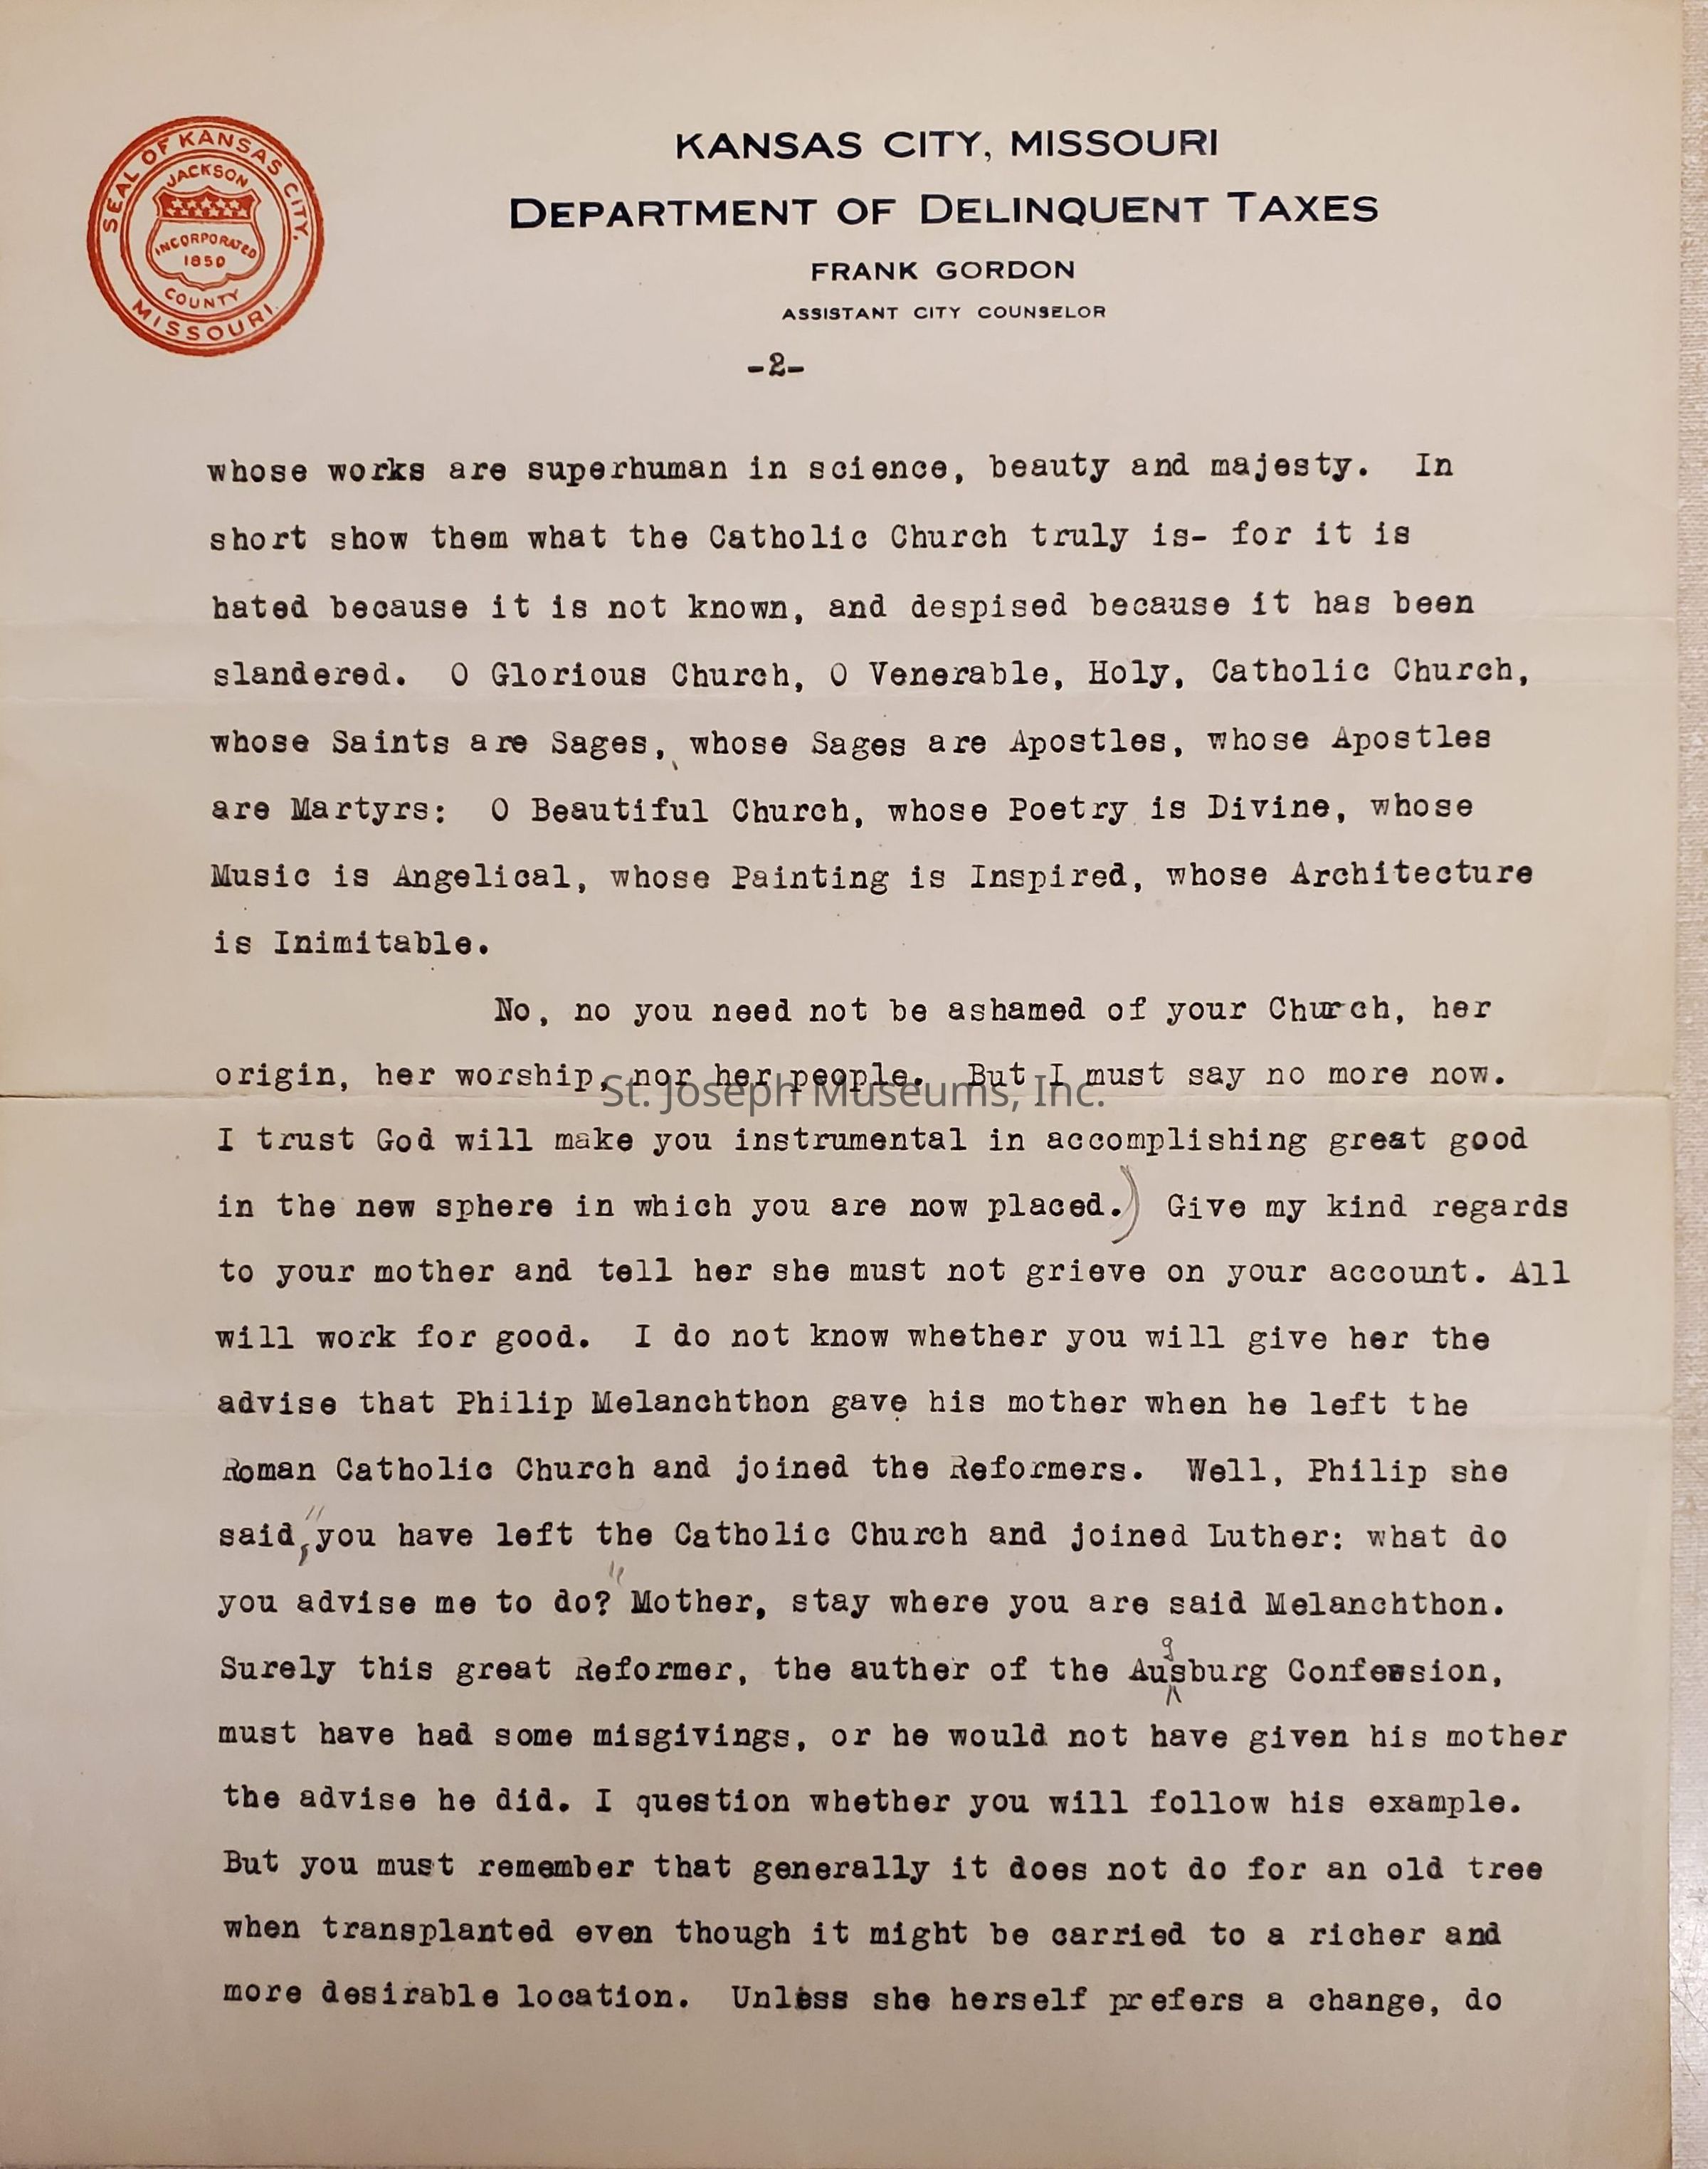 SEAL OF KANSAS CITY,
MISSOURI.
JACKSON
INCORPORATED
1850
COUNTY
KANSAS CITY, MISSOURI
DEPARTMENT OF DELINQUENT TAXES
FRANK GORDON
ASSISTANT CITY COUNSELOR
-2-
whose works are superhuman in science, beauty and majesty. In
short show them what the Catholic Church truly is- for it is
hated because it is not known, and despised because it has been
slandered. O Glorious Church, O Venerable, Holy, Catholic Church,
whose Saints are Sages, whose Sages are Apostles, whose Apostles
are Martyrs: O Beautiful Church, whose Poetry is Divine, whose
Music is Angelical, whose Painting is Inspired, whose Architecture
is Inimitable.
No, no you need not be ashamed of your Church, her
origin, her worship, nor her people. But I must say no more now.
St. Joseph Museums, Inc.
I trust God will make you instrumental in accomplishing great good
in the new sphere in which you are now placed.) Give my kind regards
to your mother and tell her she must not grieve on your account. All
will work for good. I do not know whether you will give her the
advise that Philip Melanchthon gave his mother when he left the
Roman Catholic Church and joined the Reformers. Well, Philip she
said, "you have left the Catholic Church and joined Luther: what do
you advise me to do?" Mother, stay where you are said Melanchthon.
Surely this great Reformer, the auther of the Augsburg Confession,
must have had some misgivings, or he would not have given his mother
the advise he did. I question whether you will follow his example.
But you must remember that generally it does not do for an old tree
when transplanted even though it might be carried to a richer and
more desirable location. Unless she herself prefers a change, do